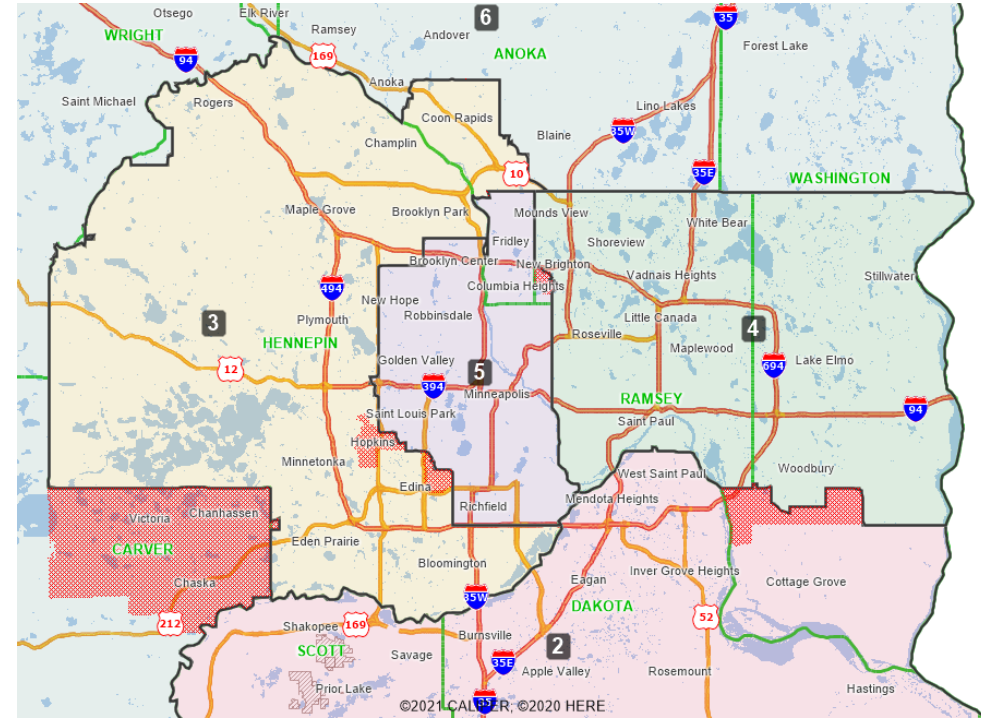 Otsego
Elk River
6
35
WRIGHT
Ramsey
Andover
169
ANOKA
Forest Lake
94
Anoka
Saint Michael
Rogers
Lino Lakes
Coon Rapids
35W
Blaine
Champlin
10
35E
WASHINGTON
Maple Grove
Brooklyn Park
Mounds View
White Bear
Fridley
Shoreview
Brooklyn Center
New Brighton
Vadnais Heights
Stillwater
494
Columbia Heights
New Hope
Robbinsdale
Plymouth
Little Canada
3
4
HENNEPIN
Roseville
Maplewood
Golden Valley
Lake Elmo
12
5
694
394
Minneapolis
RAMSEY
94
Saint Louis Park
Saint Paul
Hopkins
Minnetonka
West Saint Paul
Woodbury
Edina
Mendota Heights
Richfield
Victoria
Chanhassen
Eden Prairie
CARVER
Bloomington
Inver Grove Heights
Chaska
Eagan
Cottage Grove
35W
DAKOTA
212
Shakopee
169
52
Burnsville
SCOTT
2
Savage
35E
Apple Valley
Rosemount
Prior Lake
Hastings
35
©2021 CALIPER; ©2020 HERE